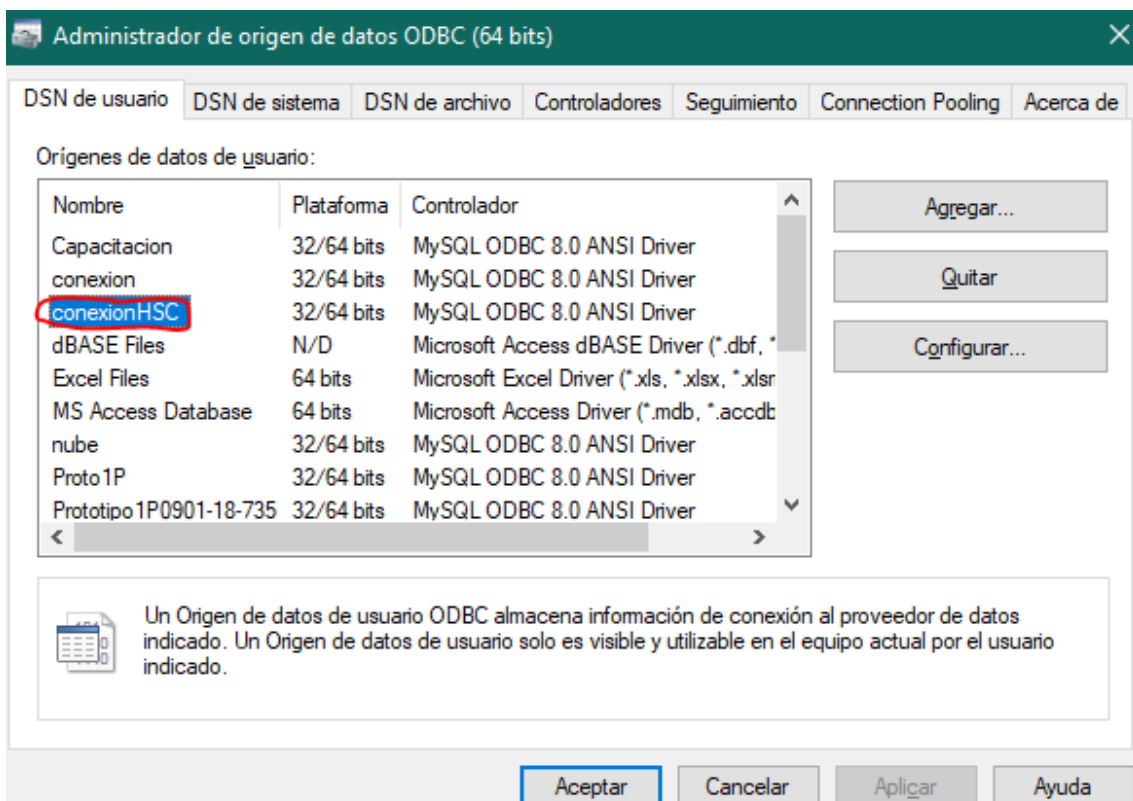 Administrador de origen de datos ODBC (64 bits)
DSN de usuario DSN de sistema DSN de archivo Controladores Seguimiento Connection Pooling Acerca de
Orígenes de datos de usuario:
Nombre Plataforma Controlador
Capacitacion 32/64 bits MySQL ODBC 8.0 ANSI Driver
conexion 32/64 bits MySQL ODBC 8.0 ANSI Driver
conexionHSC 32/64 bits MySQL ODBC 8.0 ANSI Driver
dBASE Files N/D Microsoft Access dBASE Driver (*.dbf, *
Excel Files 64 bits Microsoft Excel Driver (*.xls, *.xlsx, *.xlsm
MS Access Database 64 bits Microsoft Access Driver (*.mdb, *.accdb
nube 32/64 bits MySQL ODBC 8.0 ANSI Driver
Proto1P 32/64 bits MySQL ODBC 8.0 ANSI Driver
Prototipo1P0901-18-735 32/64 bits MySQL ODBC 8.0 ANSI Driver
Agregar...
Quitar
Configurar...
Un Origen de datos de usuario ODBC almacena información de conexión al proveedor de datos
indicado. Un Origen de datos de usuario solo es visible y utilizable en el equipo actual por el usuario
indicado.
Aceptar Cancelar Aplicar Ayuda